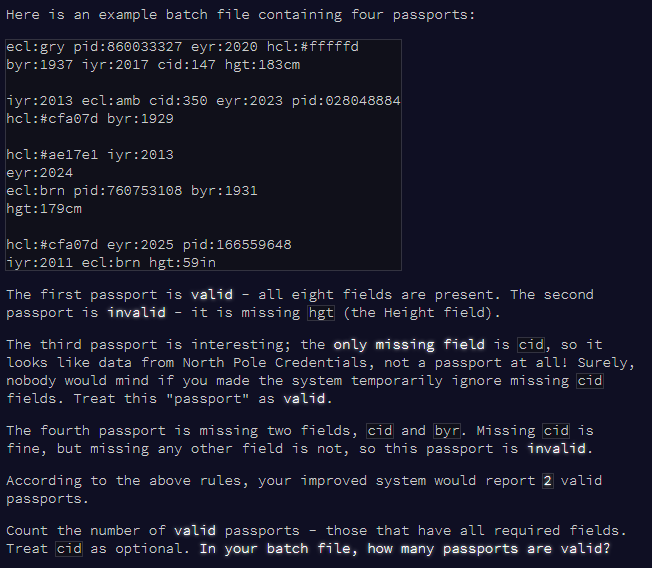 Here is an example batch file containing four passports:
ecl:gry pid:860033327 eyr:2020 hcl:#fffffd
byr:1937 iyr:2017 cid:147 hgt:183cm
iyr:2013 ecl:amb cid:350 eyr:2023 pid:028048884
hcl:#cfa07d byr:1929
hcl:#ae17e1 iyr:2013
eyr:2024
ecl:brn pid:760753108 byr:1931
hgt:179cm
hcl:#cfa07d eyr:2025 pid:166559648
iyr:2011 ecl:brn hgt:59in
The first passport is valid - all eight fields are present. The second
passport is invalid - it is missing hgt (the Height field).
The third passport is interesting; the only missing field is cid, so it
looks like data from North Pole Credentials, not a passport at all! Surely,
nobody would mind if you made the system temporarily ignore missing cid
fields. Treat this "passport" as valid.
The fourth passport is missing two fields, cid and byr. Missing cid is
fine, but missing any other field is not, so this passport is invalid.
According to the above rules, your improved system would report 2 valid
passports.
Count the number of valid passports - those that have all required fields.
Treat cid as optional. In your batch file, how many passports are valid?